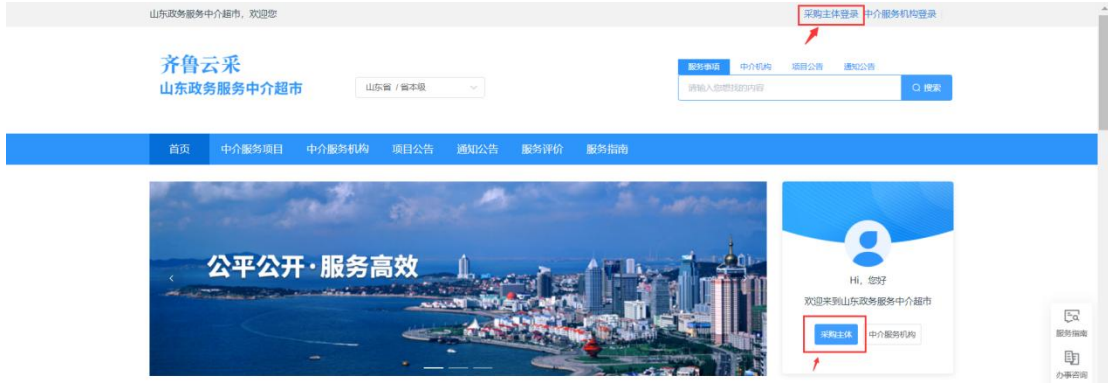 山东政务服务中介超市，欢迎您
采购主体登录 中介服务机构登录
齐鲁云采
山东政务服务中介超市
山东省 / 省本级
服务事项 中介机构 项目公告 通知公告
请输入您想找的内容
搜索
首页 中介服务项目 中介服务机构 项目公告 通知公告 服务评价 服务指南
公平公开·服务高效
Hi，您好
欢迎来到山东政务服务中介超市
采购主体 中介服务机构
服务指南
办事咨询